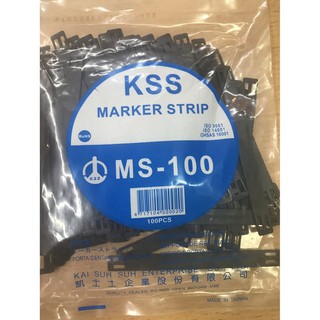 KSS
MARKER STRIP
ISO 9001
ISO 14001
OHSAS 18001
RoHS
KSS
MS-100
100PCS
KAI SUH SUH ENTERPRISE
凱士士企業股份有限公司
MADE IN TAIWAN